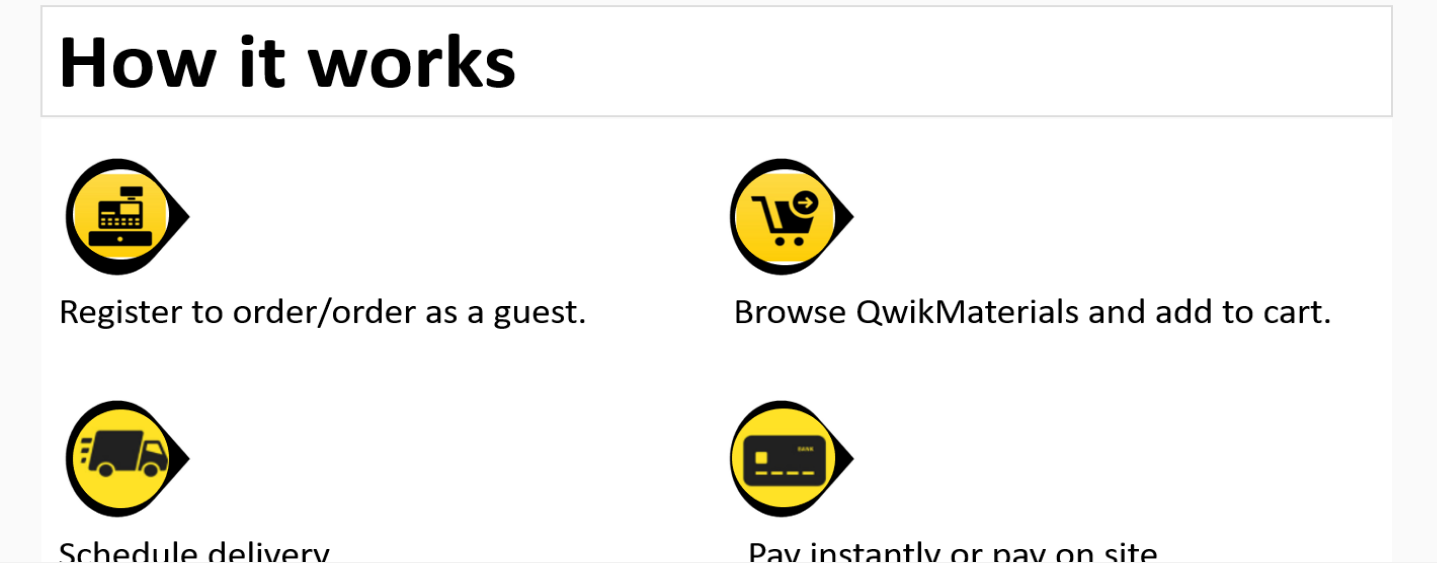 How it works
Register to order/order as a guest.
Browse QwikMaterials and add to cart.
BANK
Schedule delivery
Pay instantly or pay on site